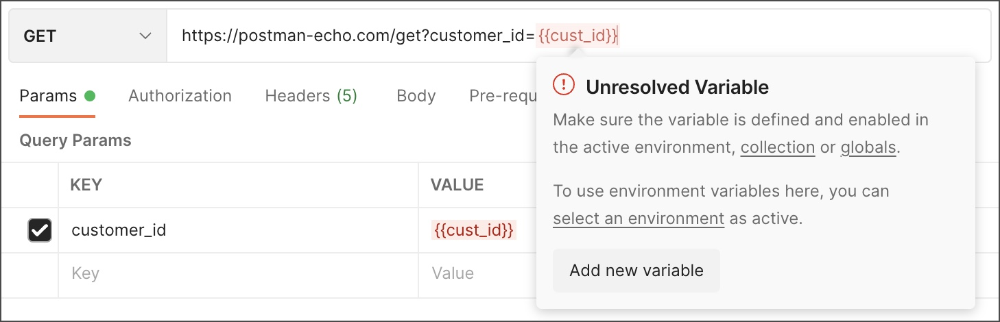 GET https://postman-echo.com/get?customer_id={{cust_id}}
Params Authorization Headers (5) Body Pre-requ
Unresolved Variable
Make sure the variable is defined and enabled in
the active environment, collection or globals.
To use environment variables here, you can
select an environment as active.
Add new variable
Query Params
KEY VALUE
customer_id {{cust_id}}
Key Value